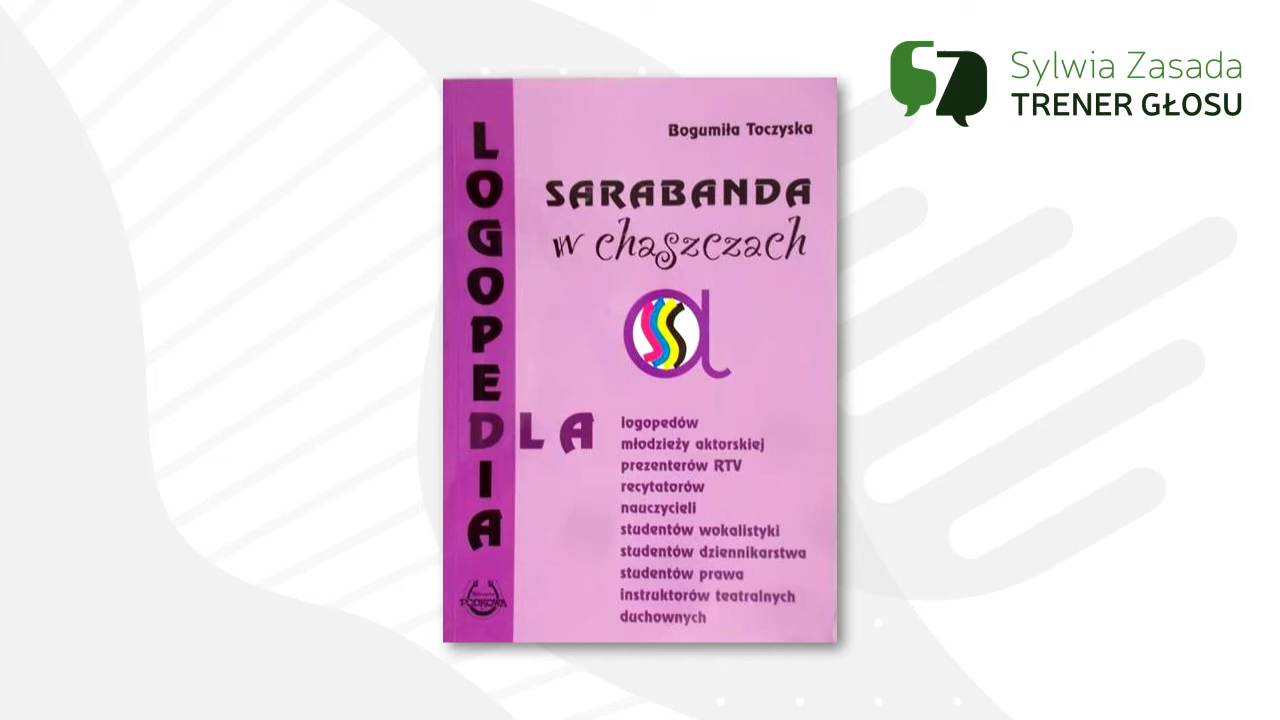 Sylwia Zasada
TRENER GŁOSU
Bogumiła Toczyska
SARABANDA
w chaszczach
a
LOGOPEDIA
DLA
logopedów
młodzieży aktorskiej
prezenterów RTV
recytatorów
nauczycieli
studentów wokalistyki
studentów dziennikarstwa
studentów prawa
instruktorów teatralnych
duchownych
PODKOWA